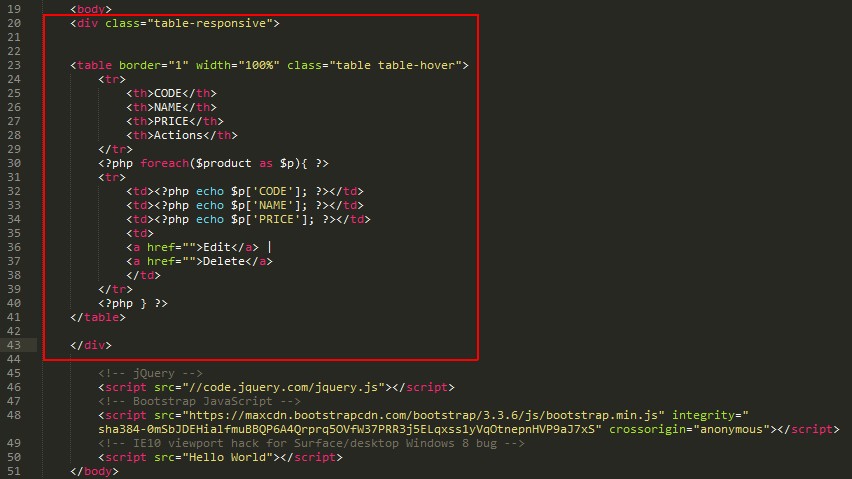 19 <body>
20 <div class="table-responsive">
21
22
23 <table border="1" width="100%" class="table table-hover">
24 <tr>
25 <th>CODE</th>
26 <th>NAME</th>
27 <th>PRICE</th>
28 <th>Actions</th>
29 </tr>
30 <?php foreach($product as $p){ ?>
31 <tr>
32 <td><?php echo $p['CODE']; ?></td>
33 <td><?php echo $p['NAME']; ?></td>
34 <td><?php echo $p['PRICE']; ?></td>
35 <td>
36 <a href="">Edit</a> |
37 <a href="">Delete</a>
38 </td>
39 </tr>
40 <?php } ?>
41 </table>
42
43 </div>
44
45 <!-- jQuery -->
46 <script src="//code.jquery.com/jquery.js"></script>
47 <!-- Bootstrap JavaScript -->
48 <script src="https://maxcdn.bootstrapcdn.com/bootstrap/3.3.6/js/bootstrap.min.js" integrity="
sha384-0mSbJDEHialfmuBBQP6A4Qrprq5OVfW37PRR3j5ELqxss1yVqOtnepnHVP9aJ7xS" crossorigin="anonymous"></script>
49 <!-- IE10 viewport hack for Surface/desktop Windows 8 bug -->
50 <script src="Hello World"></script>
51 </body>